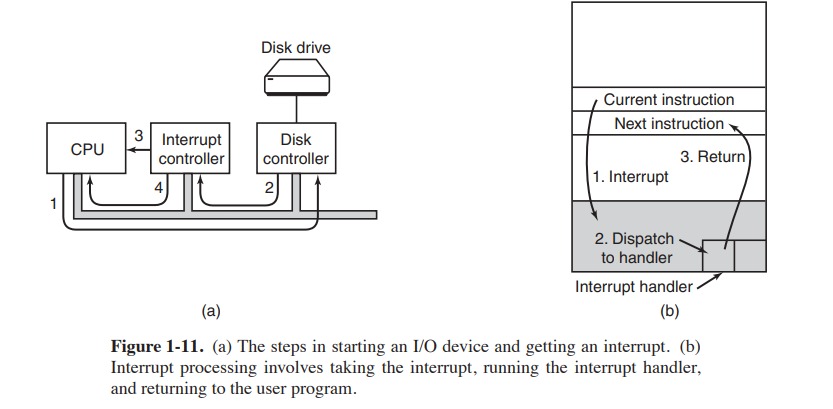 Disk drive
CPU
3
Interrupt
controller
Disk
controller
1
4
2
(a)
Current instruction
Next instruction
3. Return
1. Interrupt
2. Dispatch
to handler
Interrupt handler
(b)
Figure 1-11. (a) The steps in starting an I/O device and getting an interrupt. (b)
Interrupt processing involves taking the interrupt, running the interrupt handler,
and returning to the user program.